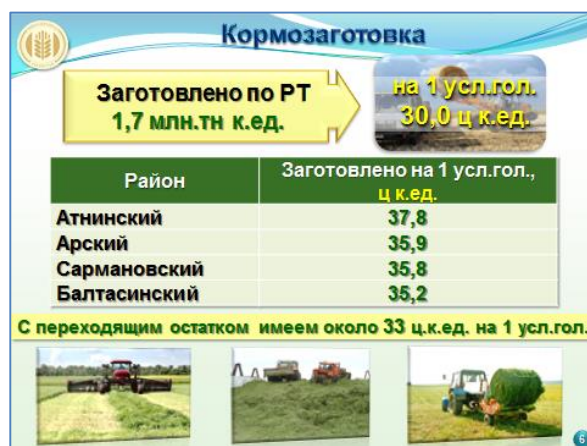 Кормозаготовка
Заготовлено по РТ
1,7 млн.тн к.ед.
на 1 усл.гол.
30,0 ц к.ед.
Район
Заготовлено на 1 усл.гол.,
ц к.ед.
Атнинский 37,8
Арский 35,9
Сармановский 35,8
Балтасинский 35,2
С переходящим остатком имеем около 33 ц.к.ед. на 1 усл.гол.